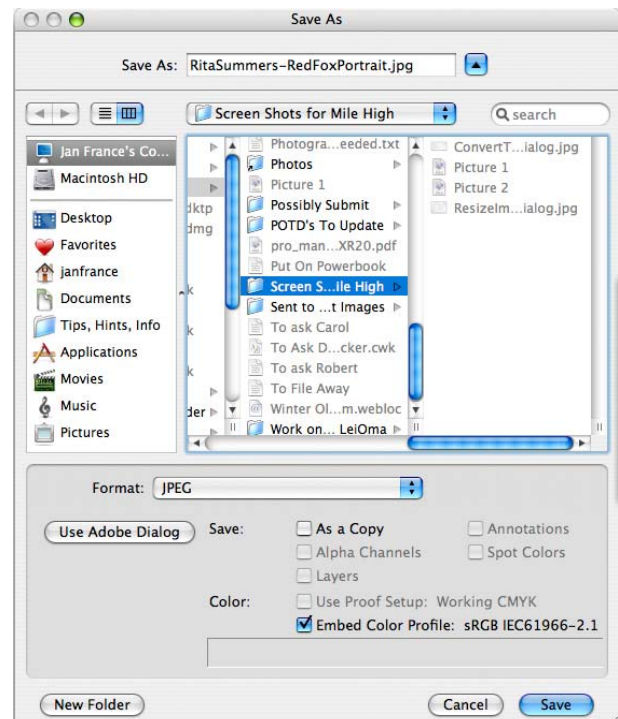 Save As
Save As: RitaSummers-RedFoxPortrait.jpg
Screen Shots for Mile High
search
Jan France's Co...
Macintosh HD
Desktop
Favorites
janfrance
Documents
Tips, Hints, Info
Applications
Movies
Music
Pictures
dktp
dmg
k
k
k
der
Photogra...eeded.txt
Photos
Picture 1
Possibly Submit
POTD's To Update
pro_man...XR20.pdf
Put On Powerbook
Screen S...ile High
Sent to ...t Images
To ask Carol
To Ask D...cker.cwk
To ask Robert
To File Away
Winter Ol...m.webloc
Work on... LeiOma
ConvertT...ialog.jpg
Picture 1
Picture 2
ResizeIm...ialog.jpg
Format: JPEG
Use Adobe Dialog
Save: As a Copy Annotations
Alpha Channels Spot Colors
Layers
Color: Use Proof Setup: Working CMYK
Embed Color Profile: sRGB IEC61966-2.1
New Folder Cancel Save